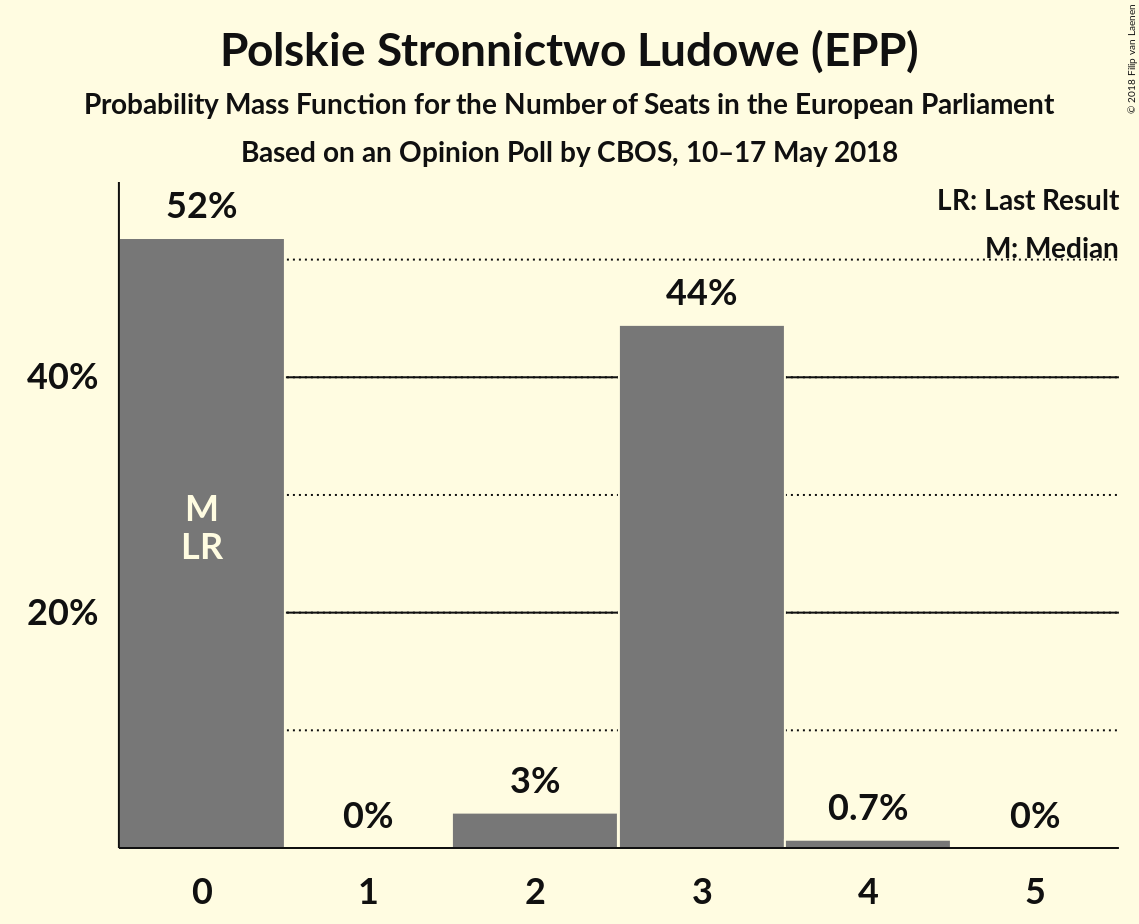 Polskie Stronnictwo Ludowe (EPP)
Probability Mass Function for the Number of Seats in the European Parliament
Based on an Opinion Poll by CBOS, 10–17 May 2018
© 2018 Filip van Laenen
LR: Last Result
M: Median
52%
44%
40%
M
LR
20%
3%
0%
0.7%
0%
0 1 2 3 4 5